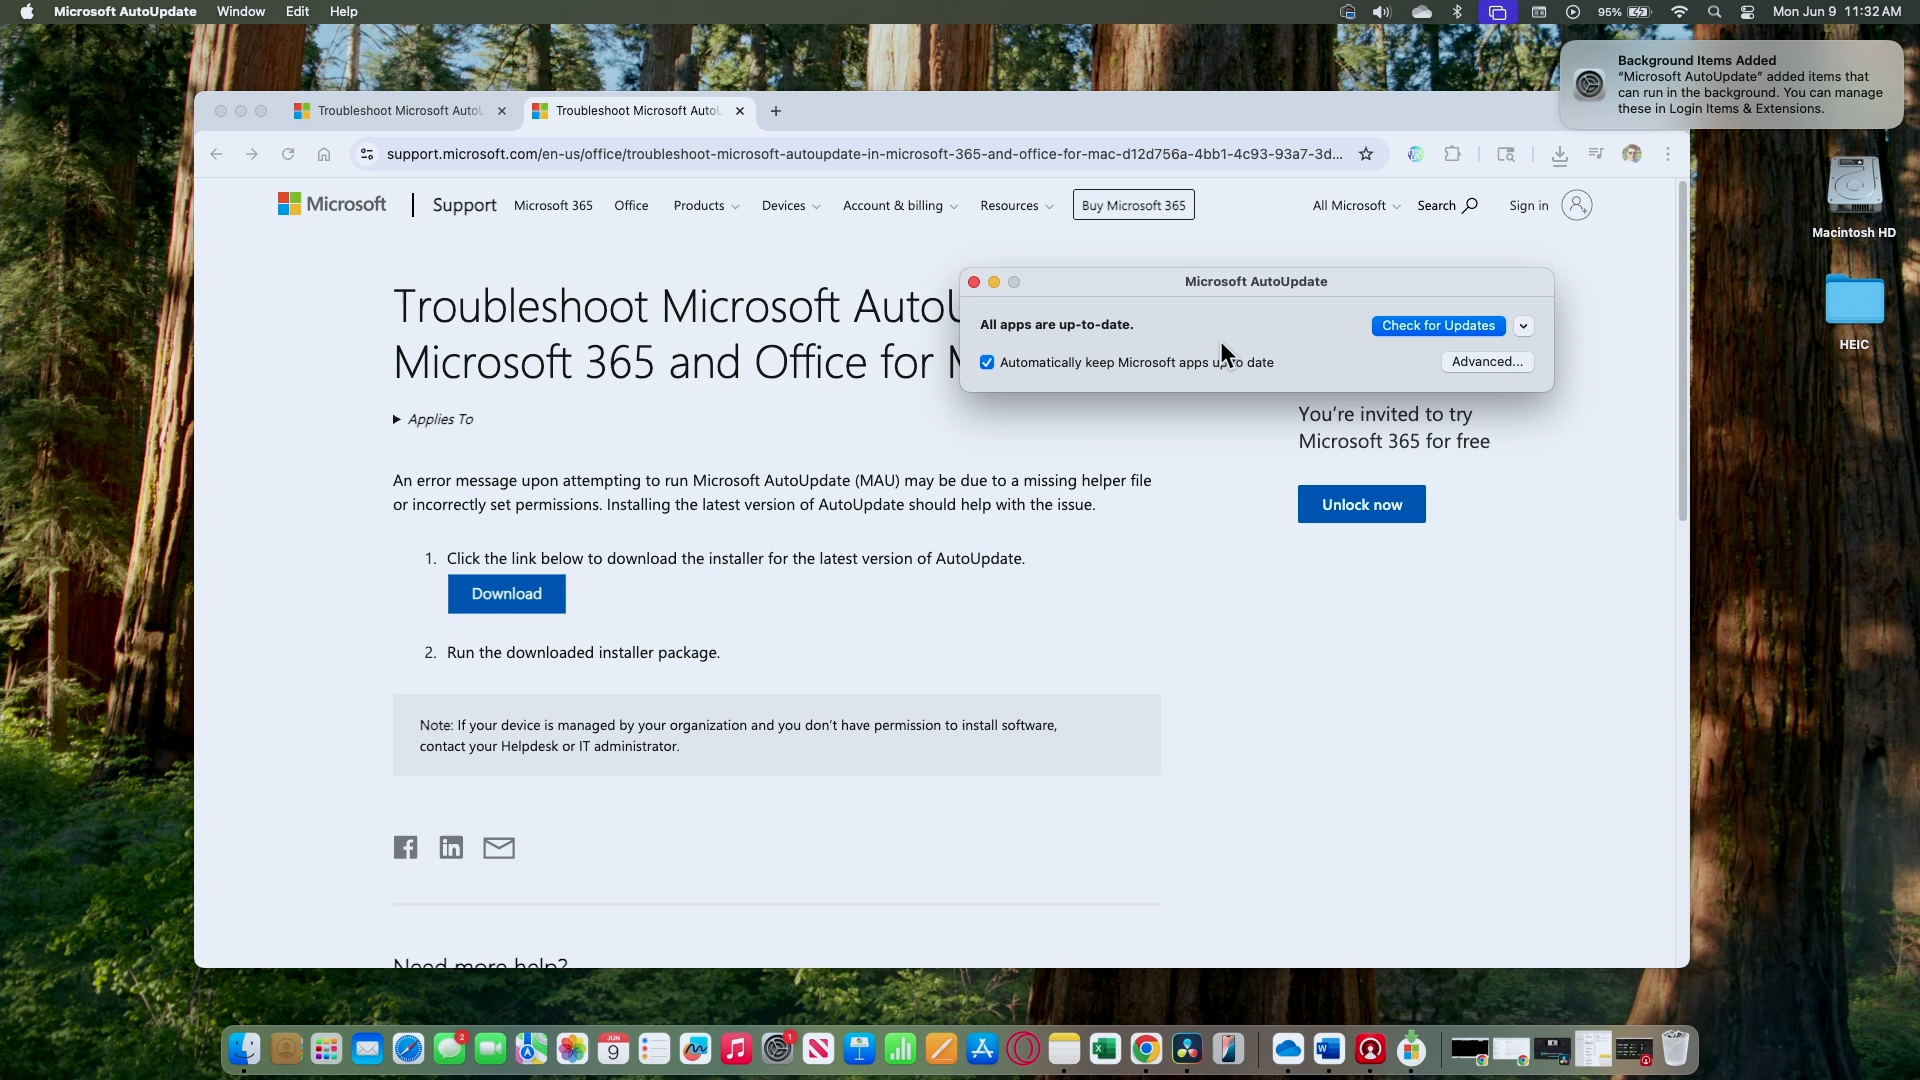 Microsoft AutoUpdate Window Edit Help
95% Mon Jun 9 11:32 AM
Background Items Added
“Microsoft AutoUpdate” added items that
can run in the background. You can manage
these in Login Items & Extensions.
Troubleshoot Microsoft AutoU
Troubleshoot Microsoft AutoU
support.microsoft.com/en-us/office/troubleshoot-microsoft-autoupdate-in-microsoft-365-and-office-for-mac-d12d756a-4bb1-4c93-93a7-3d...
Microsoft
Support Microsoft 365 Office Products Devices Account & billing Resources Buy Microsoft 365 All Microsoft Search Sign in
Macintosh HD
HEIC
Microsoft AutoUpdate
All apps are up-to-date.
Check for Updates
Automatically keep Microsoft apps up to date
Advanced...
Troubleshoot Microsoft AutoU
Microsoft 365 and Office for M
Applies To
You’re invited to try
Microsoft 365 for free
Unlock now
An error message upon attempting to run Microsoft AutoUpdate (MAU) may be due to a missing helper file
or incorrectly set permissions. Installing the latest version of AutoUpdate should help with the issue.
1. Click the link below to download the installer for the latest version of AutoUpdate.
Download
2. Run the downloaded installer package.
Note: If your device is managed by your organization and you don’t have permission to install software,
contact your Helpdesk or IT administrator.
Need more help?
2
JUN
9
1